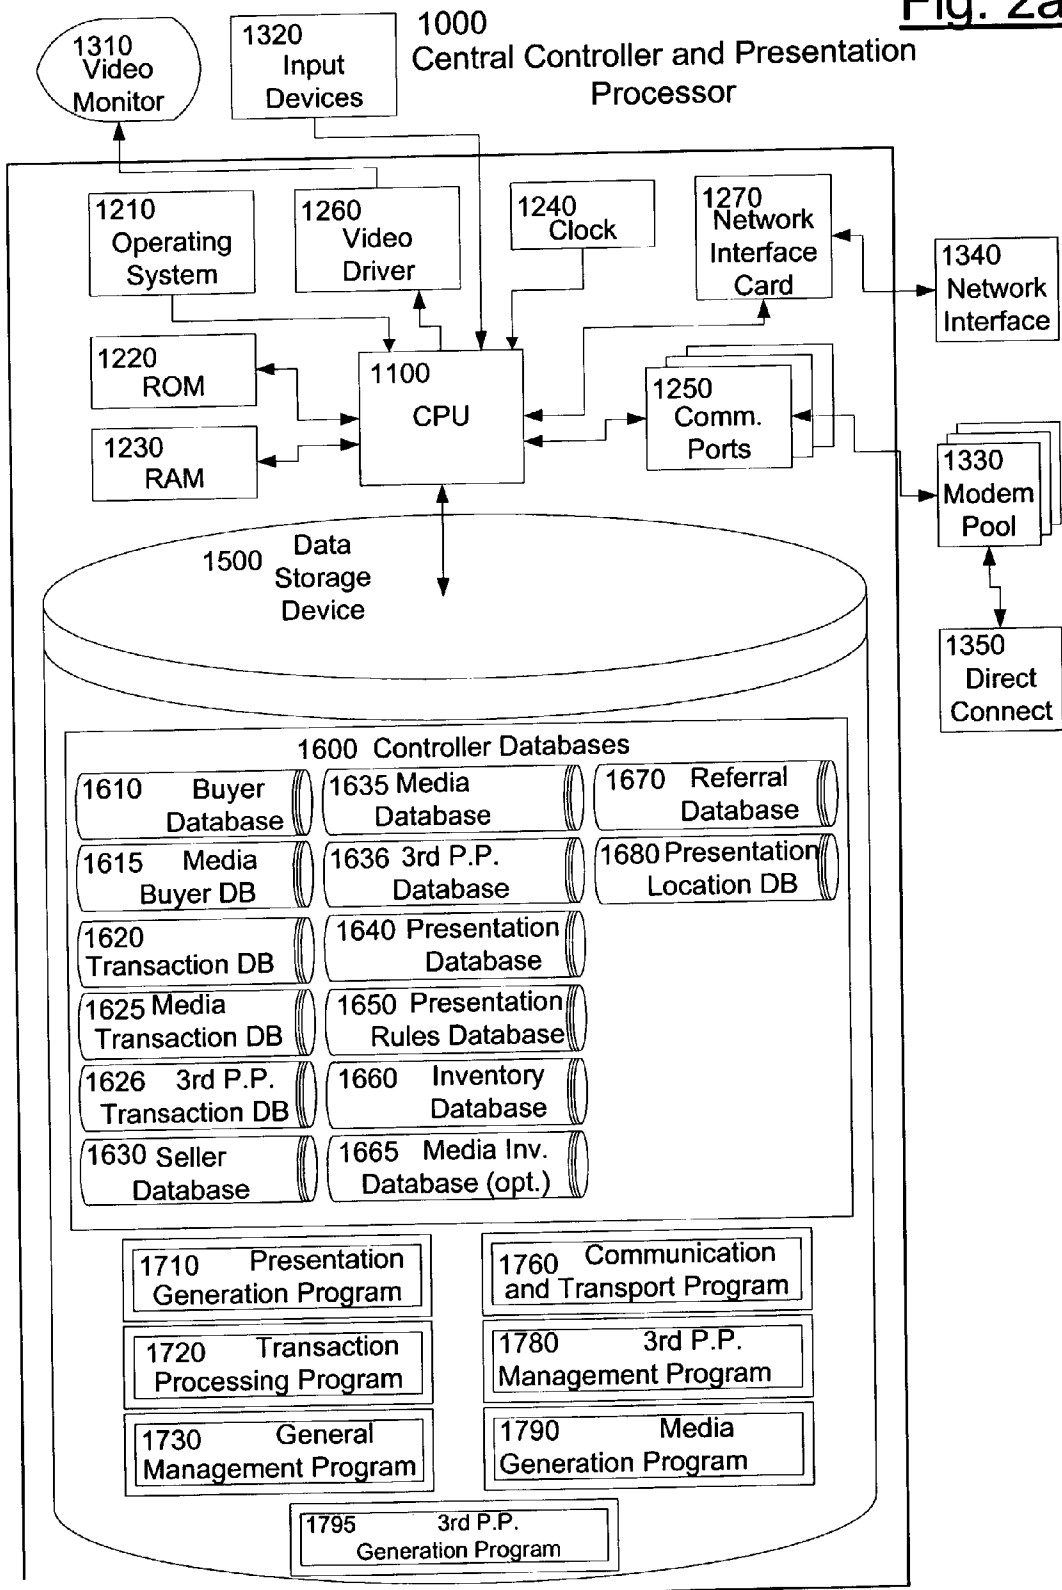 Fig. 2a
1000
Central Controller and Presentation
Processor
1310
Video
Monitor
1320
Input
Devices
1210
Operating
System
1260
Video
Driver
1240
Clock
1270
Network
Interface
Card
1340
Network
Interface
1220
ROM
1100
CPU
1250
Comm.
Ports
1230
RAM
1330
Modem
Pool
1500 Data
Storage
Device
1350
Direct
Connect
1600 Controller Databases
1610 Buyer
Database
1615 Media
Buyer DB
1620
Transaction DB
1625 Media
Transaction DB
1626 3rd P.P.
Transaction DB
1630 Seller
Database
1635 Media
Database
1636 3rd P.P.
Database
1640 Presentation
Database
1650 Presentation
Rules Database
1660 Inventory
Database
1665 Media Inv.
Database (opt.)
1670 Referral
Database
1680 Presentation
Location DB
1710 Presentation
Generation Program
1720 Transaction
Processing Program
1730 General
Management Program
1760 Communication
and Transport Program
1780 3rd P.P.
Management Program
1790 Media
Generation Program
1795 3rd P.P.
Generation Program